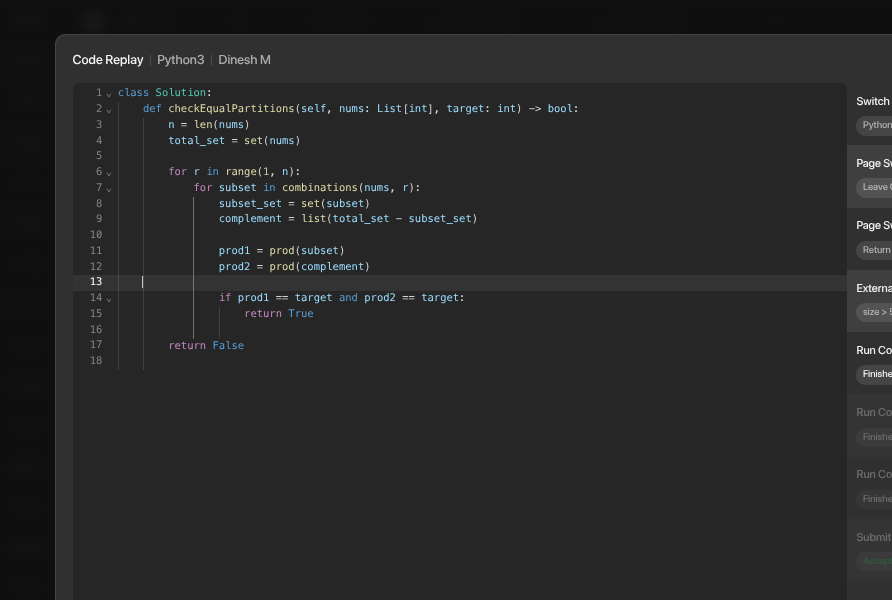 Code Replay | Python3 | Dinesh M
1 class Solution:
2 def checkEqualPartitions(self, nums: List[int], target: int) -> bool:
3 n = len(nums)
4 total_set = set(nums)
5
6 for r in range(1, n):
7 for subset in combinations(nums, r):
8 subset_set = set(subset)
9 complement = list(total_set - subset_set)
10
11 prod1 = prod(subset)
12 prod2 = prod(complement)
13
14 if prod1 == target and prod2 == target:
15 return True
16
17 return False
18
Switch
Python
Page Sw
Leave
Page Sw
Return
Externa
size >
Run Co
Finishe
Run Co
Finishe
Run Co
Finishe
Submit